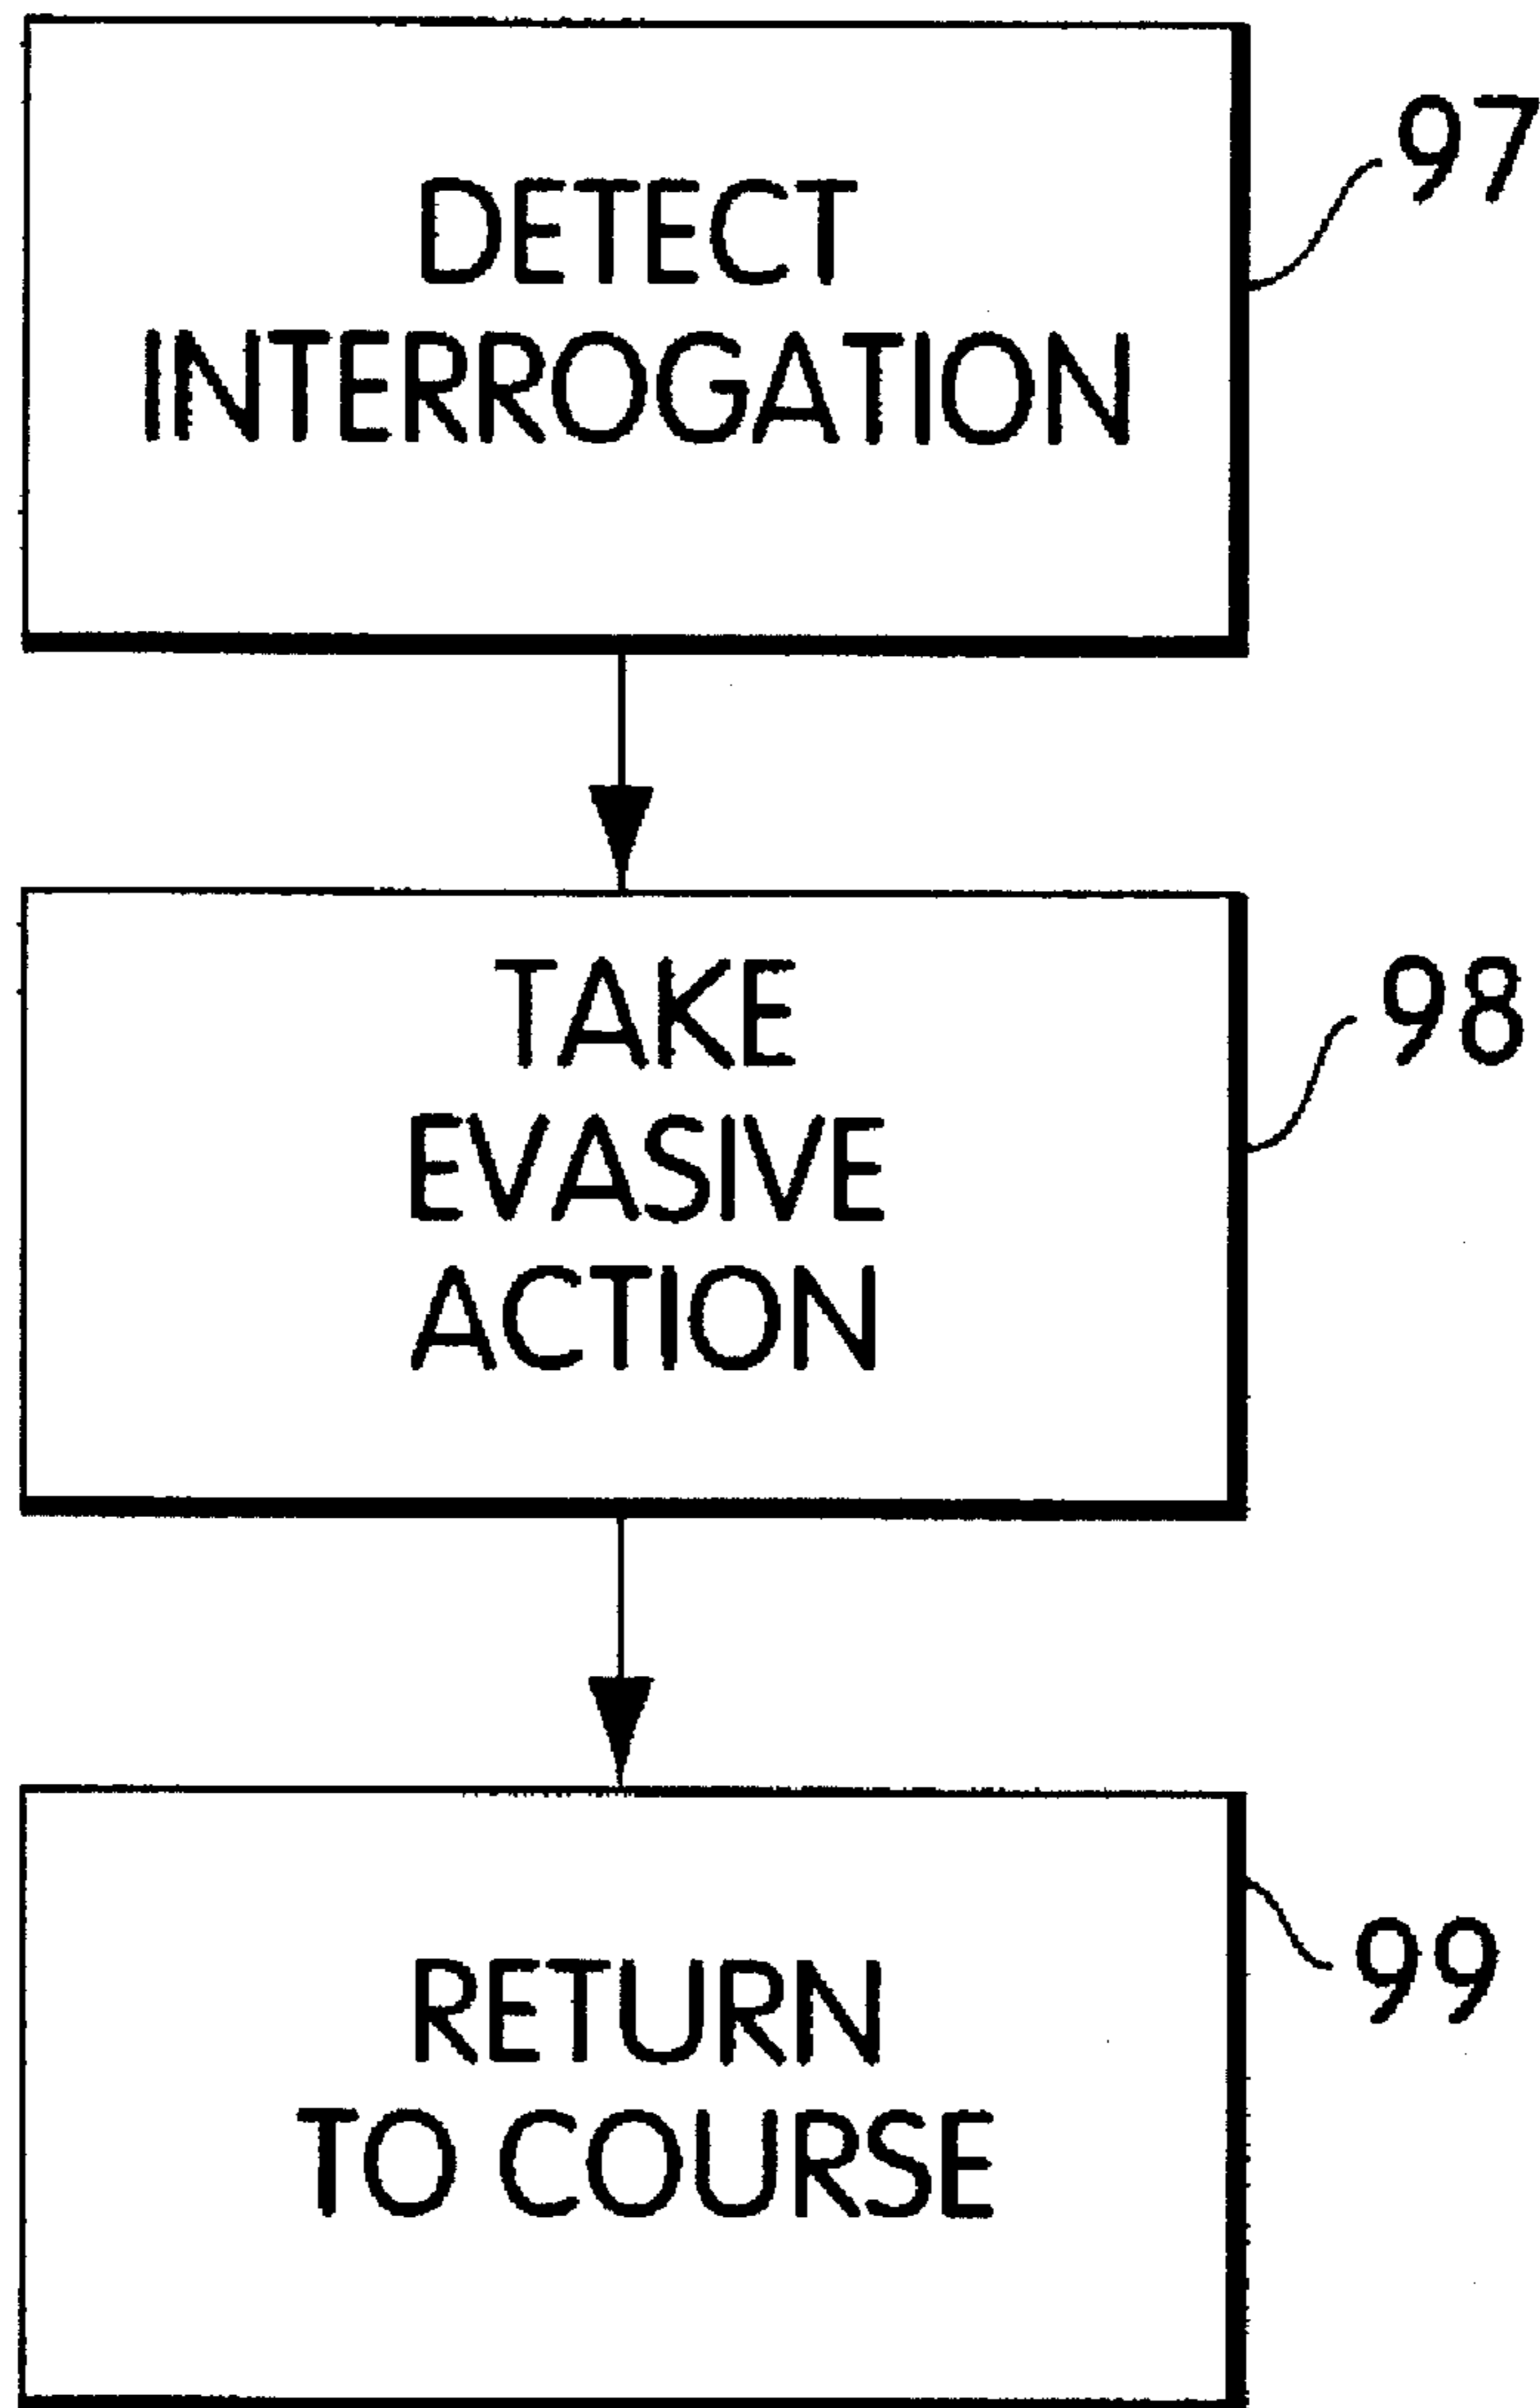 DETECT
INTERROGATION
97
TAKE
EVASIVE
ACTION
98
RETURN
TO COURSE
99